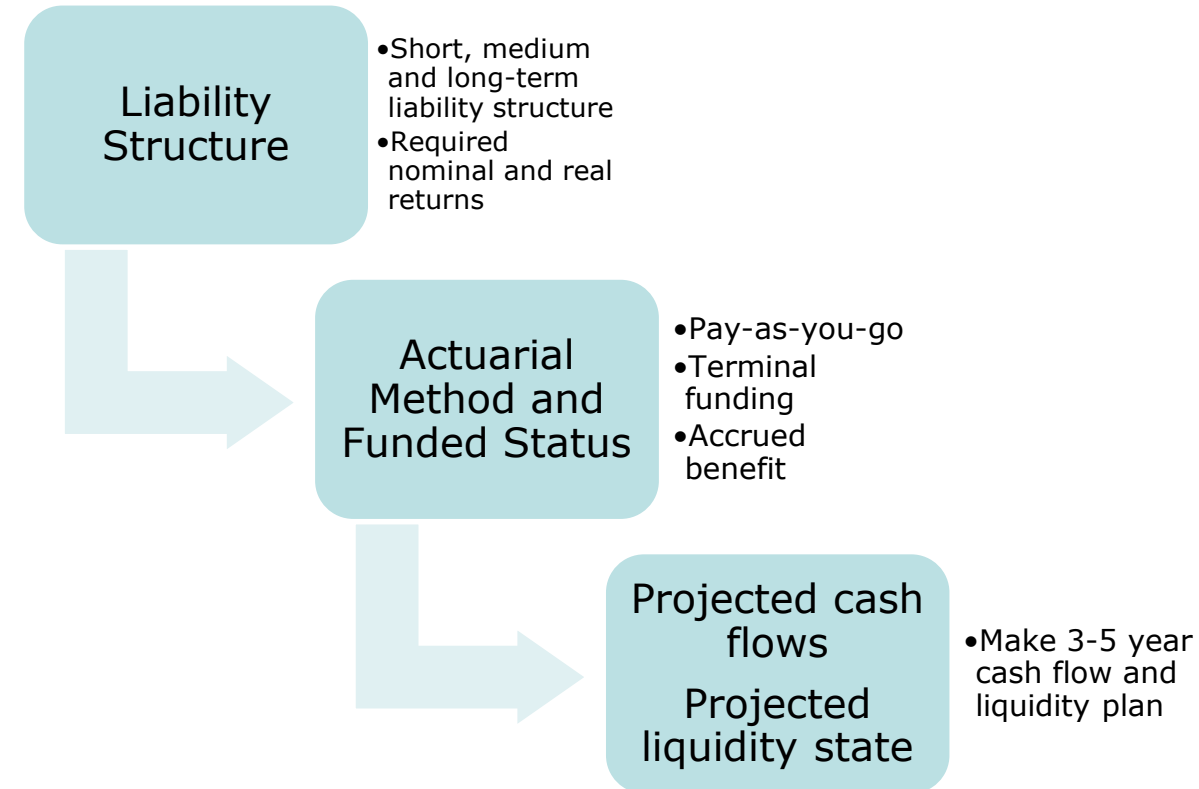 Liability
Structure
•Short, medium
and long-term
liability structure
•Required
nominal and real
returns
Actuarial
Method and
Funded Status
•Pay-as-you-go
•Terminal
funding
•Accrued
benefit
Projected cash
flows
Projected
liquidity state
•Make 3-5 year
cash flow and
liquidity plan